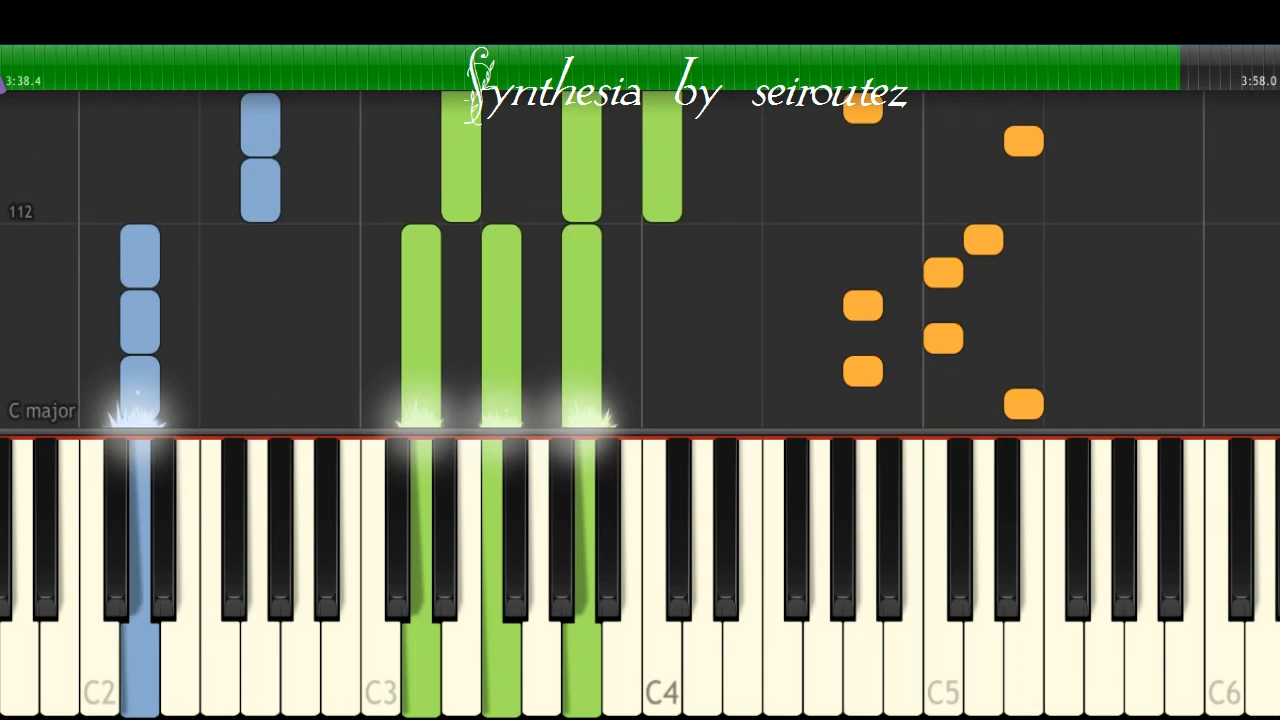 Synthesia by seiroutez
3:38.4
3:58.0
112
C major
C2
C3
C4
C5
C6